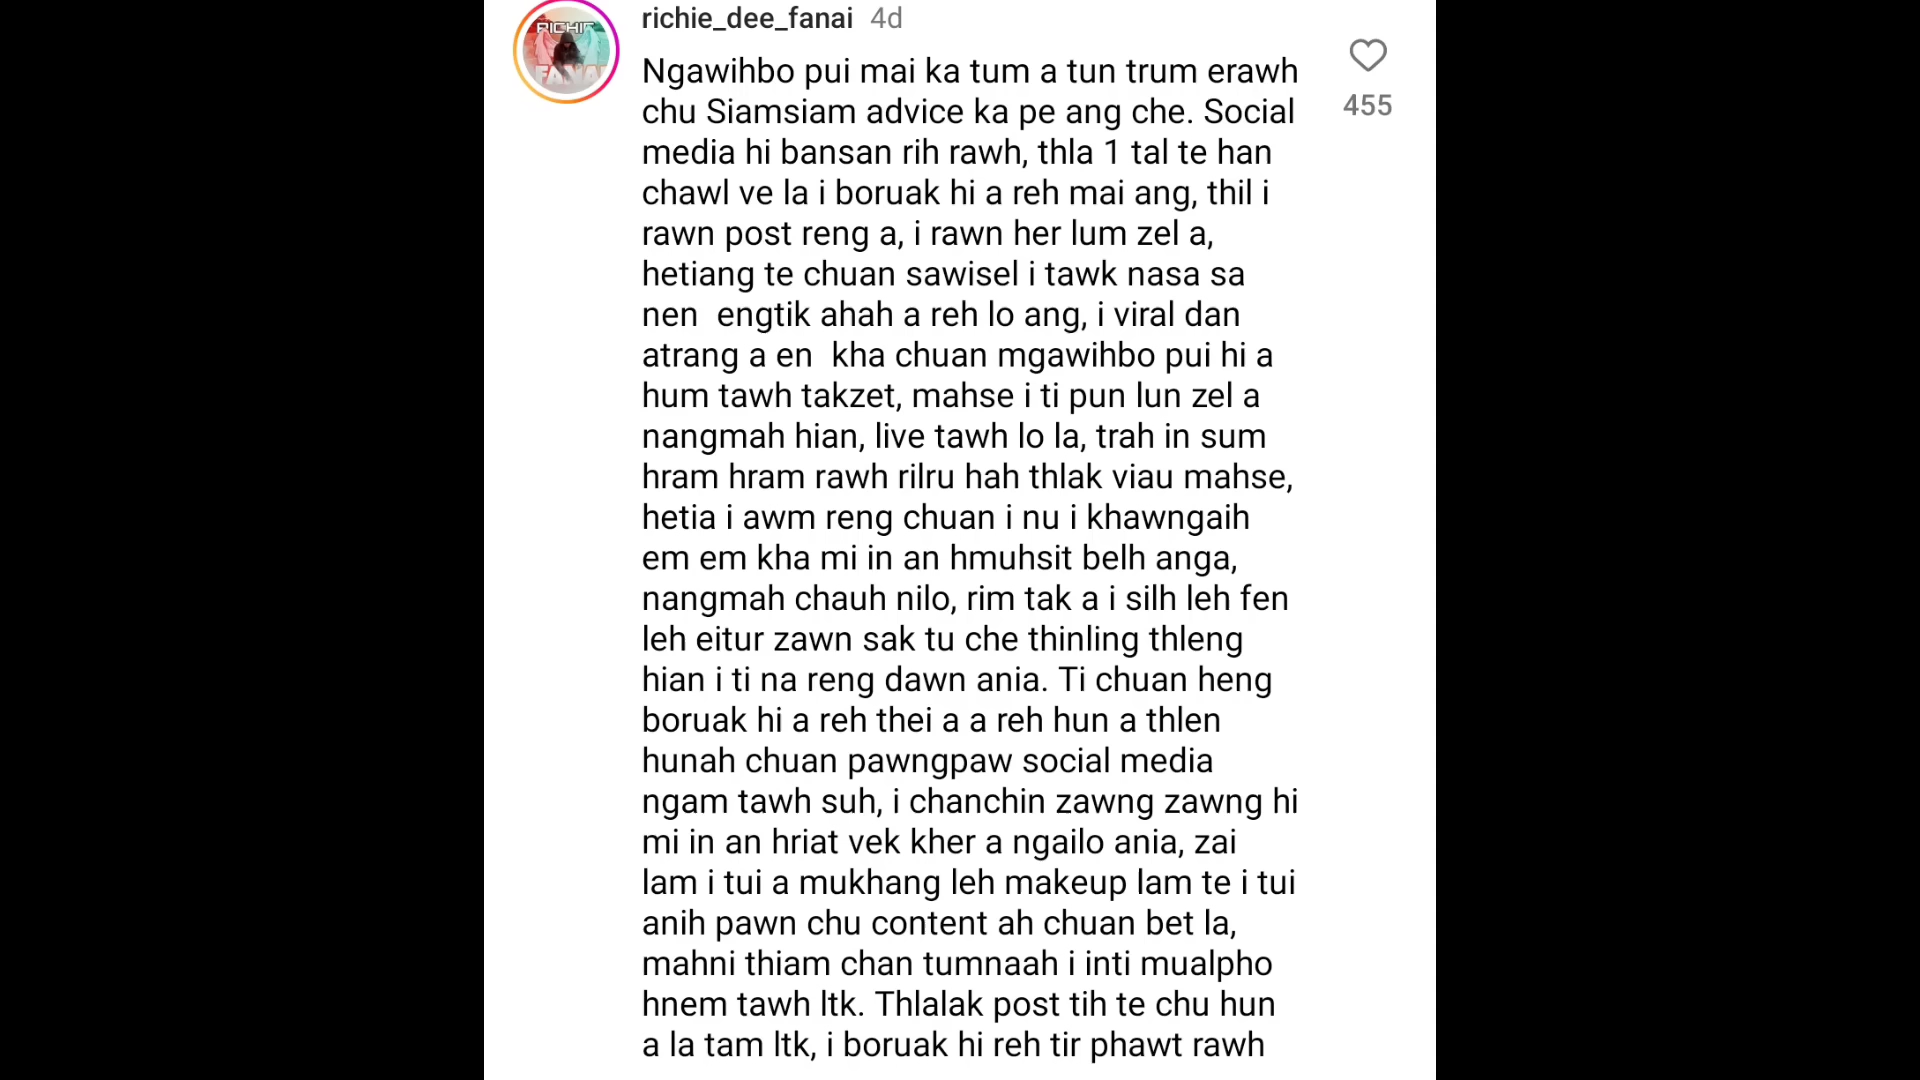 richie_dee_fanai 4d
Ngawihbo pui mai ka tum a tun trum erawh
chu Siamsiam advice ka pe ang che. Social
media hi bansan rih rawh, thla 1 tal te han
chawl ve la i boruak hi a reh mai ang, thil i
rawn post reng a, i rawn her lum zel a,
hetiang te chuan sawisel i tawk nasa sa
nen  engtik ahah a reh lo ang, i viral dan
atrang a en  kha chuan mgawihbo pui hi a
hum tawh takzet, mahse i ti pun lun zel a
nangmah hian, live tawh lo la, trah in sum
hram hram rawh rilru hah thlak viau mahse,
hetia i awm reng chuan i nu i khawngaih
em em kha mi in an hmuhsit belh anga,
nangmah chauh nilo, rim tak a i silh leh fen
leh eitur zawn sak tu che thinling thleng
hian i ti na reng dawn ania. Ti chuan heng
boruak hi a reh thei a a reh hun a thlen
hunah chuan pawngpaw social media
ngam tawh suh, i chanchin zawng zawng hi
mi in an hriat vek kher a ngailo ania, zai
lam i tui a mukhang leh makeup lam te i tui
anih pawn chu content ah chuan bet la,
mahni thiam chan tumnaah i inti mualpho
hnem tawh ltk. Thlalak post tih te chu hun
a la tam ltk, i boruak hi reh tir phawt rawh
455
RICHIE
FANAI